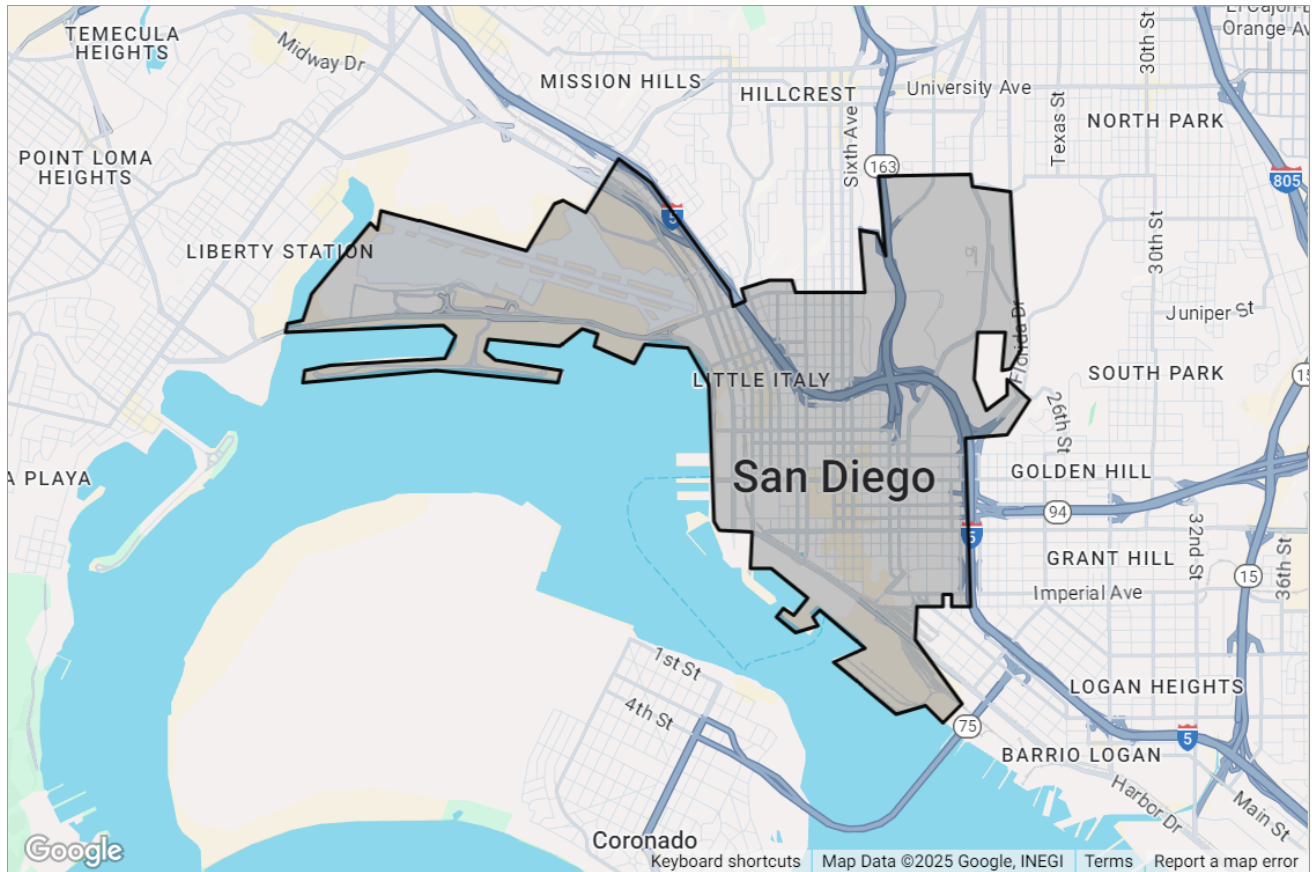 TEMECULA
HEIGHTS
Midway Dr
MISSION HILLS
HILLCREST
University Ave
30th St
Orange Av
POINT LOMA
HEIGHTS
Sixth Ave
163
Texas St
NORTH PARK
805
5
LIBERTY STATION
30th St
Juniper St
Florida Dr
LITTLE ITALY
SOUTH PARK
15
26th St
A PLAYA
San Diego
GOLDEN HILL
94
5
32nd St
GRANT HILL
15
36th St
Imperial Ave
1st St
4th St
LOGAN HEIGHTS
75
5
BARRIO LOGAN
Harbor Dr
Main St
Coronado
Google
Keyboard shortcuts
Map Data ©2025 Google, INEGI
Terms
Report a map error